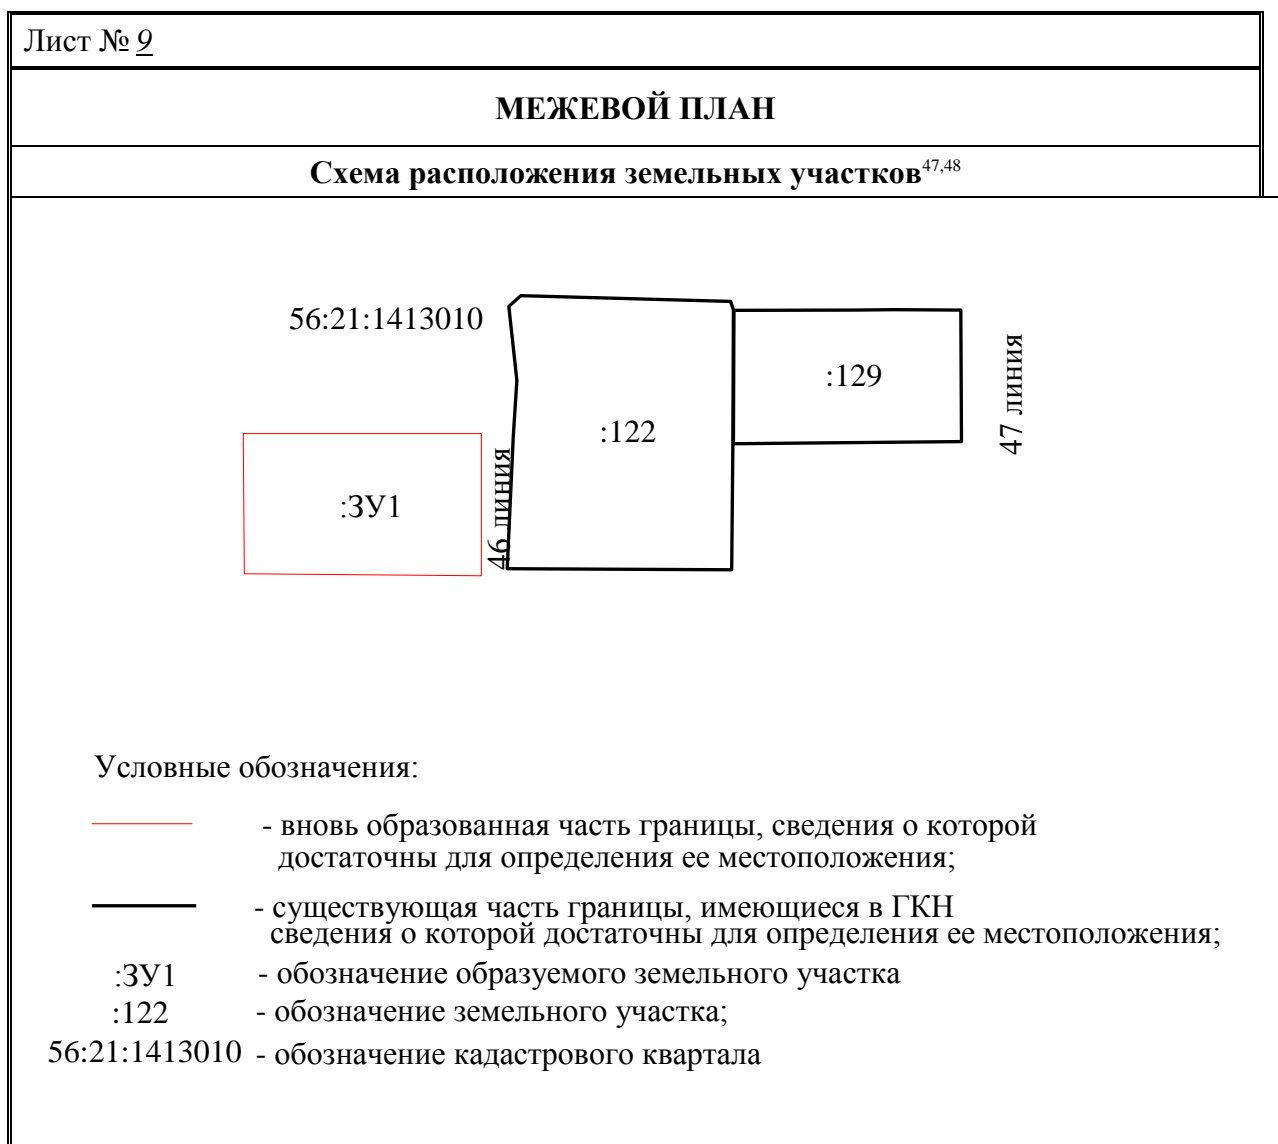 Лист № 9
МЕЖЕВОЙ ПЛАН
Схема расположения земельных участков47,48
56:21:1413010
:129
47 линия
:122
46 линия
:ЗУ1
Условные обозначения:
- вновь образованная часть границы, сведения о которой
достаточны для определения ее местоположения;
- существующая часть границы, имеющиеся в ГКН
сведения о которой достаточны для определения ее местоположения;
:ЗУ1 - обозначение образуемого земельного участка
:122 - обозначение земельного участка;
56:21:1413010 - обозначение кадастрового квартала